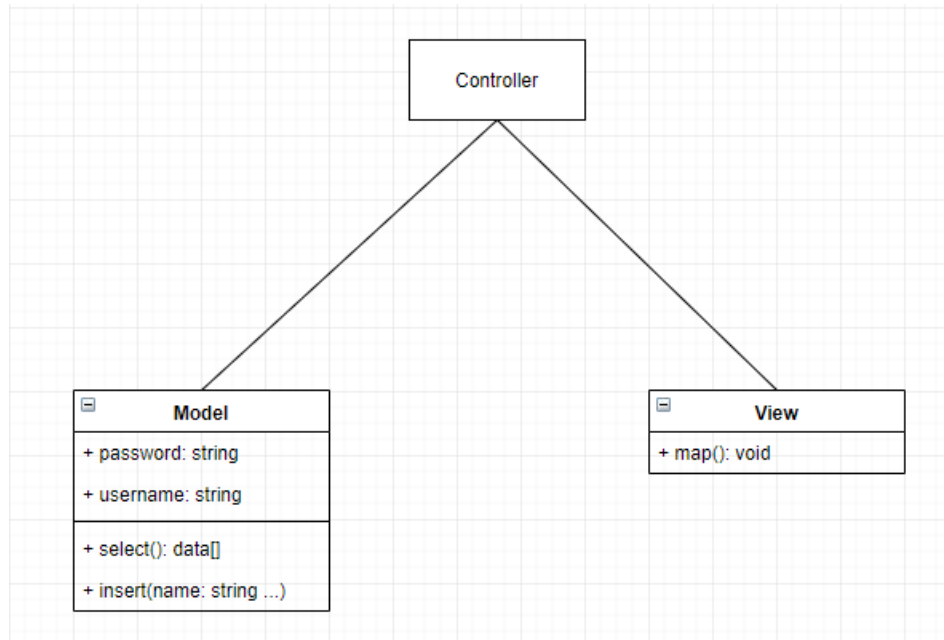 Controller
Model
+ password: string
+ username: string
+ select(): data[]
+ insert(name: string ...)
View
+ map(): void